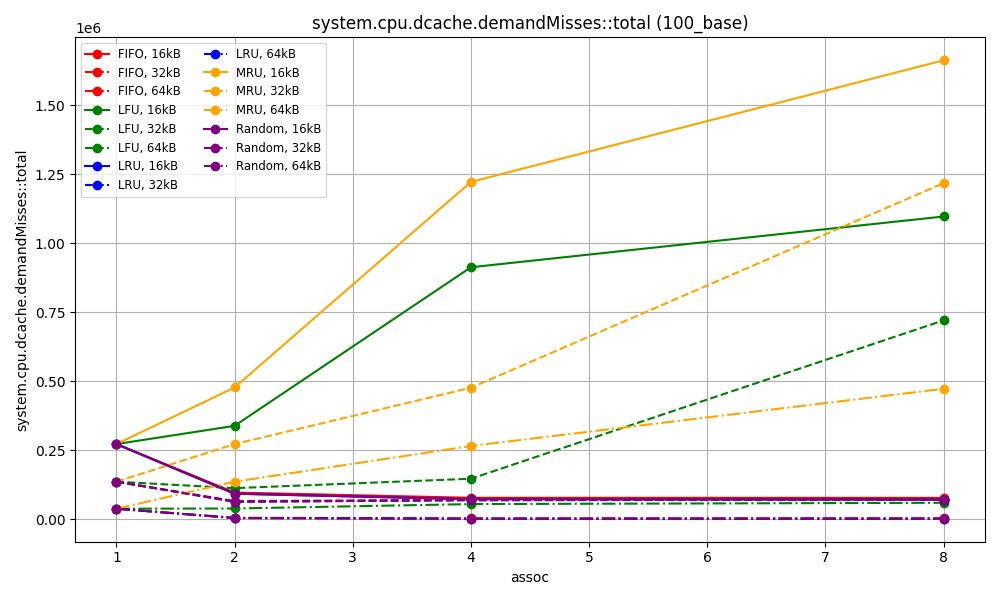 system.cpu.dcache.demandMisses::total (100_base)
1e6
FIFO, 16kB
FIFO, 32kB
FIFO, 64kB
LFU, 16kB
LFU, 32kB
LFU, 64kB
LRU, 16kB
LRU, 32kB
LRU, 64kB
MRU, 16kB
MRU, 32kB
MRU, 64kB
Random, 16kB
Random, 32kB
Random, 64kB
system.cpu.dcache.demandMisses::total
1.50
1.25
1.00
0.75
0.50
0.25
0.00
1 2 3 4 5 6 7 8
assoc